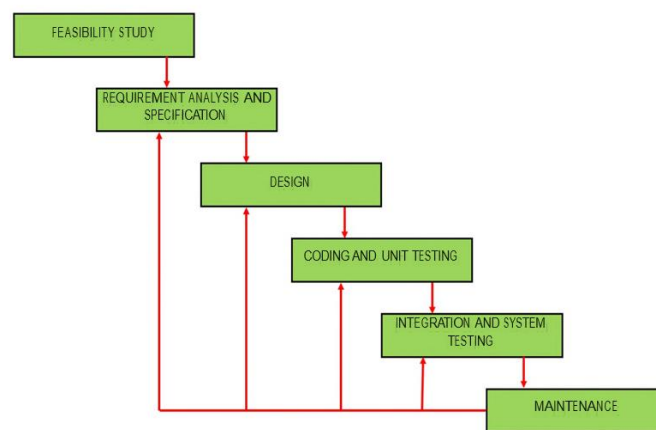 FEASIBILITY STUDY
REQUIREMENT ANALYSIS AND
SPECIFICATION
DESIGN
CODING AND UNIT TESTING
INTEGRATION AND SYSTEM
TESTING
MAINTENANCE